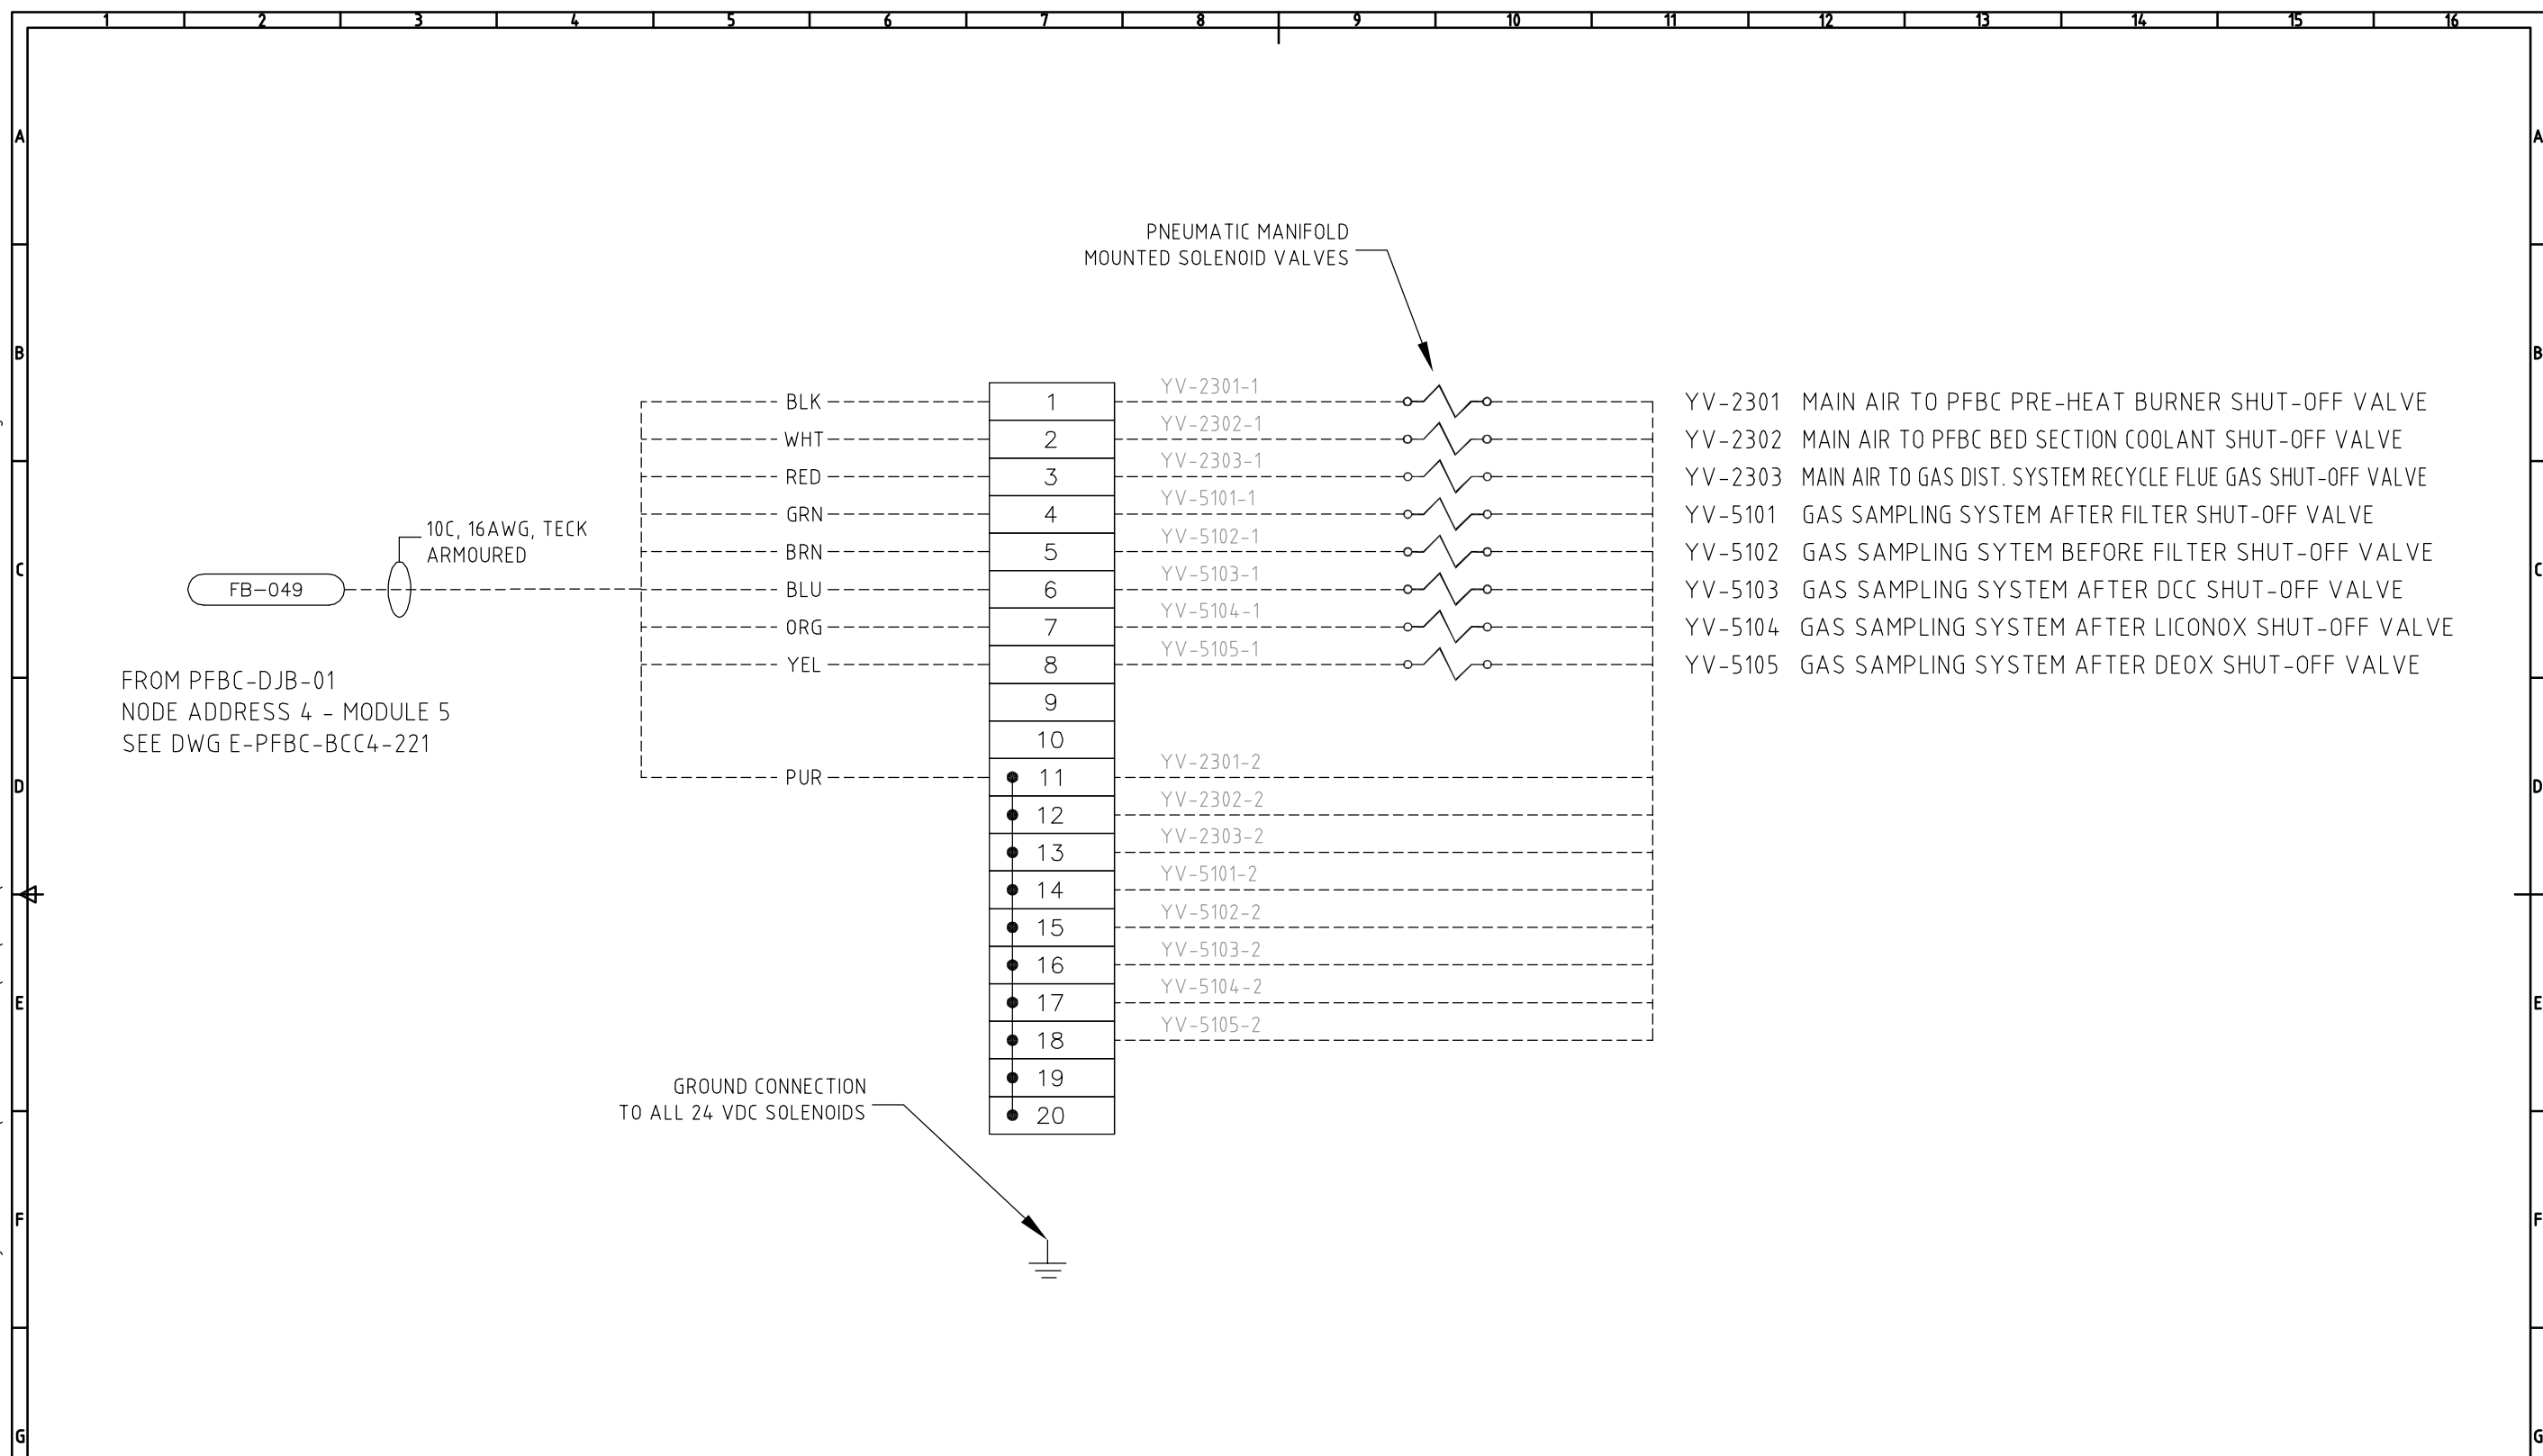 1 2 3 4 5 6 7 8 9 10 11 12 13 14 15 16
A A
PNEUMATIC MANIFOLD
MOUNTED SOLENOID VALVES
B B
BLK 1 YV-2301-1 YV-2301 MAIN AIR TO PFBC PRE-HEAT BURNER SHUT-OFF VALVE
WHT 2 YV-2302-1 YV-2302 MAIN AIR TO PFBC BED SECTION COOLANT SHUT-OFF VALVE
RED 3 YV-2303-1 YV-2303 MAIN AIR TO GAS DIST. SYSTEM RECYCLE FLUE GAS SHUT-OFF VALVE
GRN 4 YV-5101-1 YV-5101 GAS SAMPLING SYSTEM AFTER FILTER SHUT-OFF VALVE
10C, 16AWG, TECK
ARMOURED
BRN 5 YV-5102-1 YV-5102 GAS SAMPLING SYTEM BEFORE FILTER SHUT-OFF VALVE
C C
FB-049 BLU 6 YV-5103-1 YV-5103 GAS SAMPLING SYSTEM AFTER DCC SHUT-OFF VALVE
ORG 7 YV-5104-1 YV-5104 GAS SAMPLING SYSTEM AFTER LICONOX SHUT-OFF VALVE
YEL 8 YV-5105-1 YV-5105 GAS SAMPLING SYSTEM AFTER DEOX SHUT-OFF VALVE
FROM PFBC-DJB-01
NODE ADDRESS 4 - MODULE 5
SEE DWG E-PFBC-BCC4-221
9
10
PUR 11 YV-2301-2
D D
12 YV-2302-2
13 YV-2303-2
14 YV-5101-2
15 YV-5102-2
16 YV-5103-2
17 YV-5104-2
E E
18 YV-5105-2
19
20
GROUND CONNECTION
TO ALL 24 VDC SOLENOIDS
F F
G G